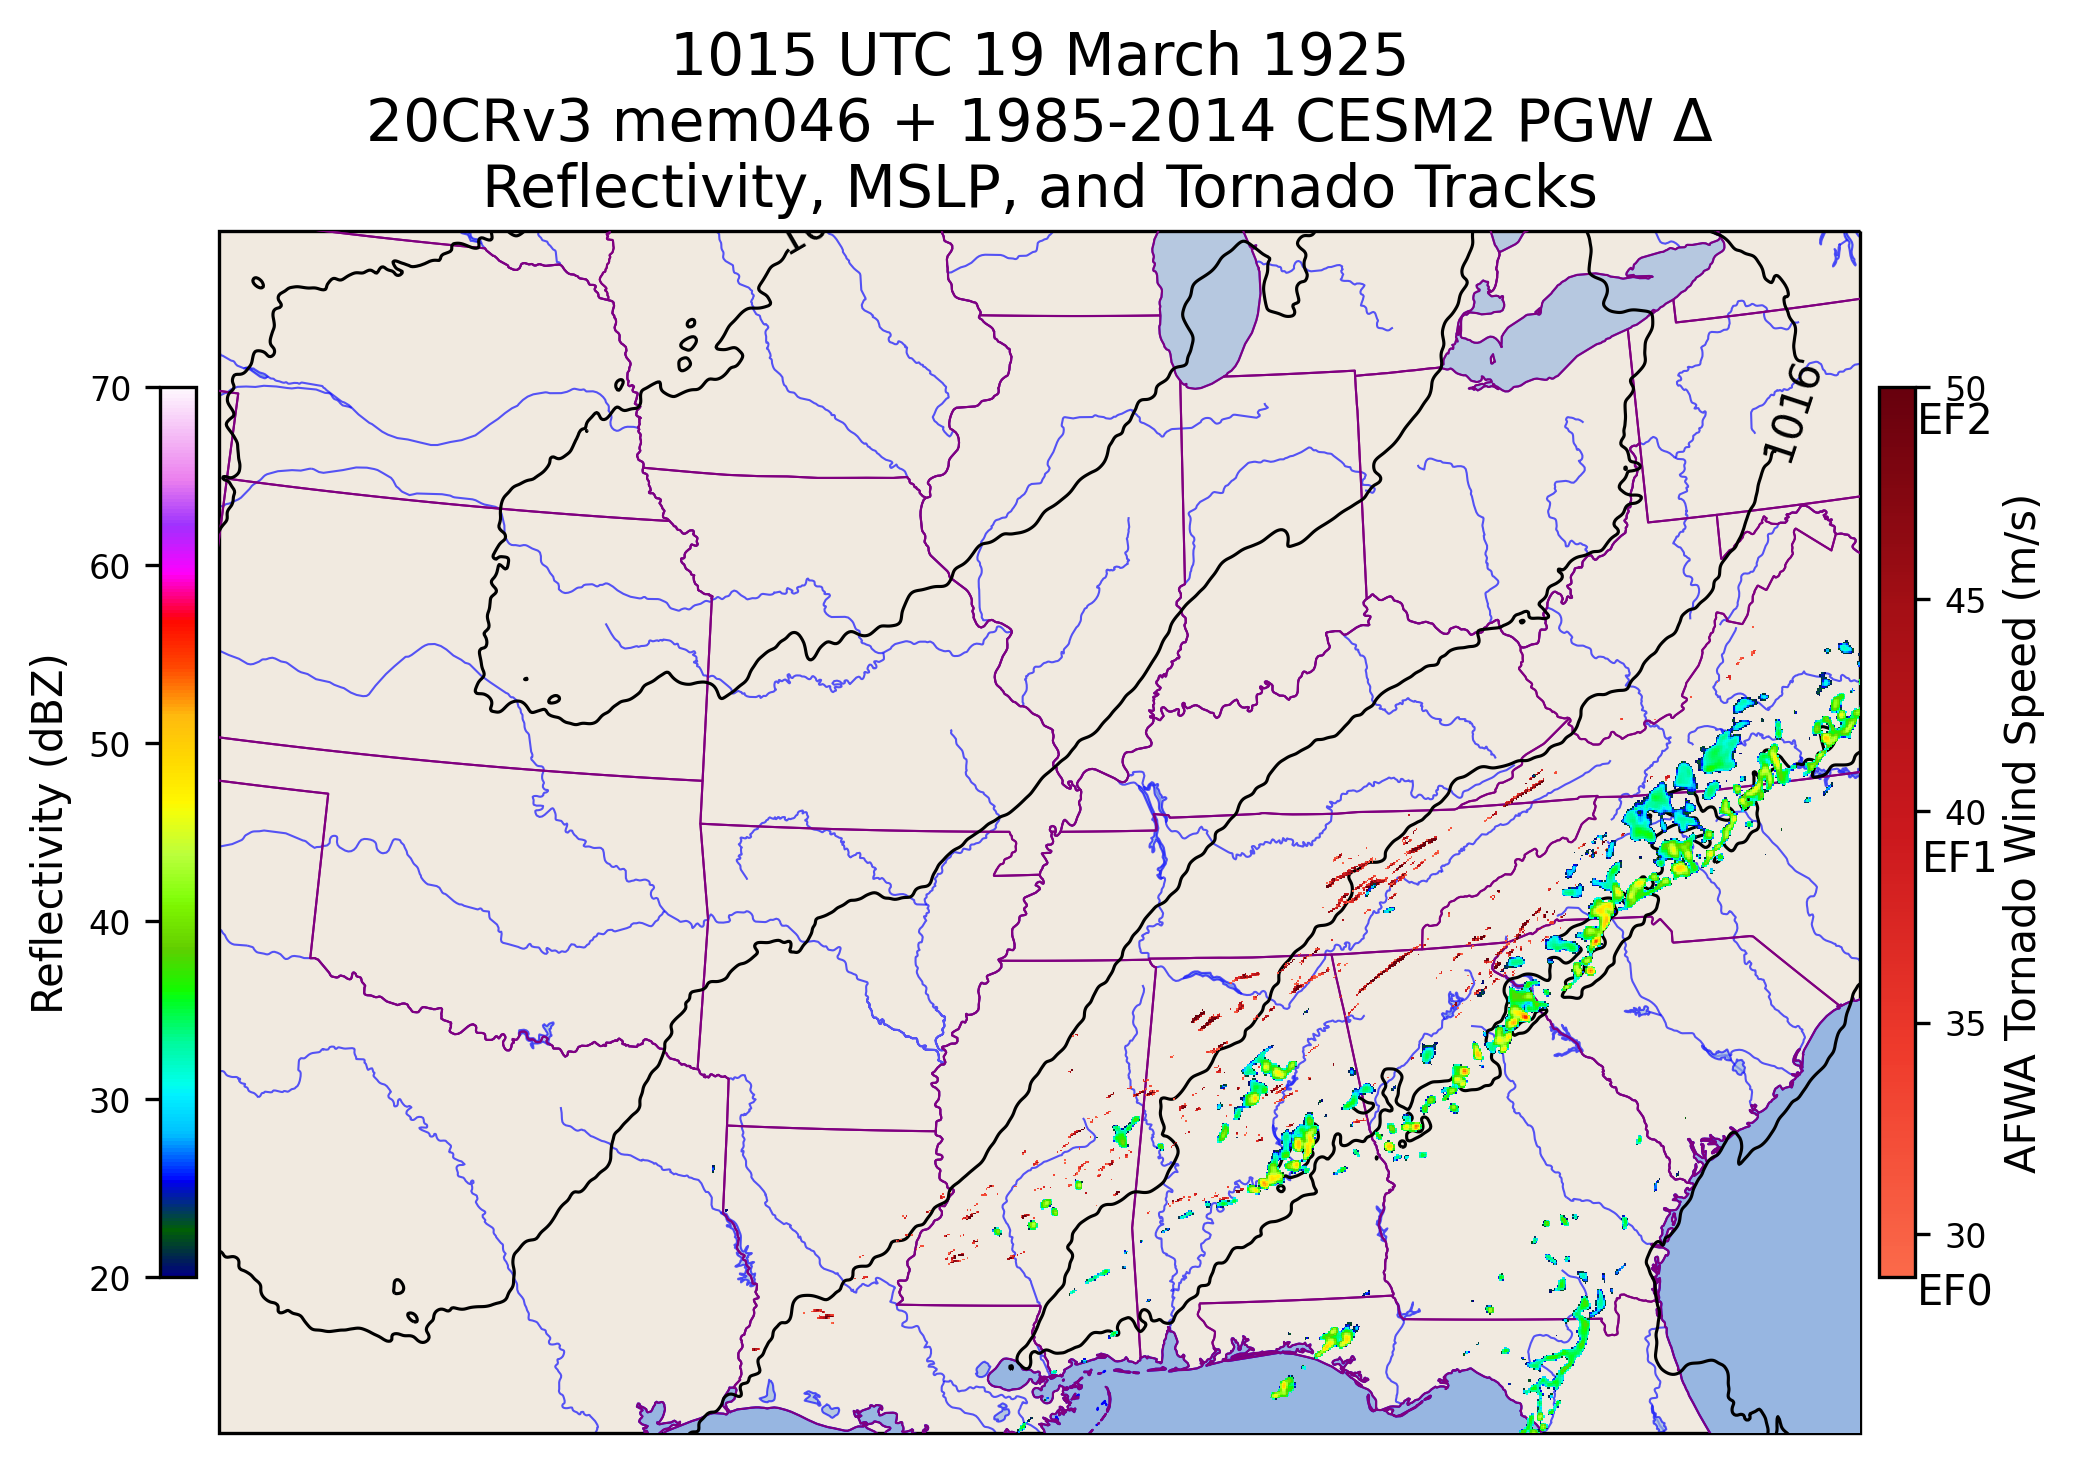 1015 UTC 19 March 1925
20CRv3 mem046 + 1985-2014 CESM2 PGW Δ
Reflectivity, MSLP, and Tornado Tracks
1016
Reflectivity (dBZ)
70
60
50
40
30
20
50
EF2
45
40
EF1
35
30
EF0
AFWA Tornado Wind Speed (m/s)